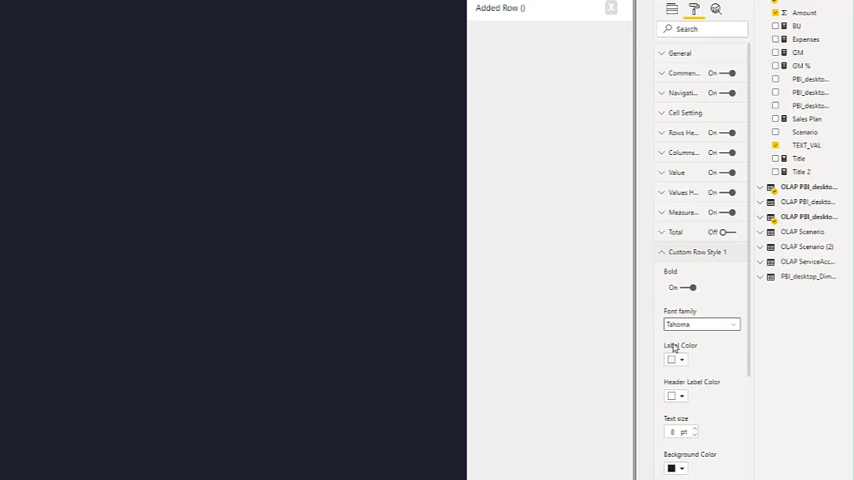 Added Row ()
X
Search
General
Commen... On
Navigati... On
Cell Setting
Rows He... On
Columns... On
Value On
Values H... On
Measure... On
Total Off
Custom Row Style 1
Bold
On
Font family
Tahoma
Label Color
Header Label Color
Text size
8 pt
Background Color
Σ Amount
BU
Expenses
GM
GM %
PBI_deskto...
PBI_deskto...
PBI_deskto...
Sales Plan
Scenario
TEXT_VAL
Title
Title 2
OLAP PBI_deskto...
OLAP PBI_deskto...
OLAP PBI_deskto...
OLAP Scenario
OLAP Scenario (2)
OLAP ServiceAcc...
PBI_desktop_Dim...